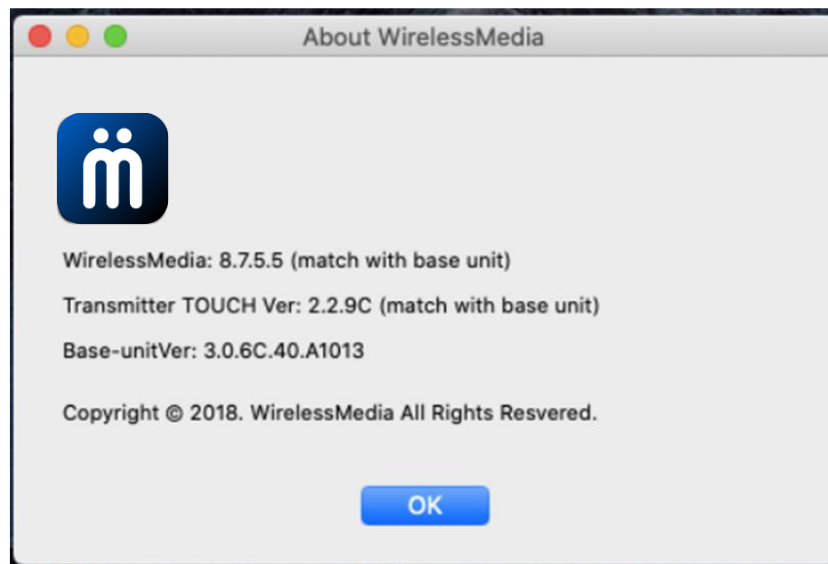 About WirelessMedia
ṁ̈
WirelessMedia: 8.7.5.5 (match with base unit)
Transmitter TOUCH Ver: 2.2.9C (match with base unit)
Base-unitVer: 3.0.6C.40.A1013
Copyright © 2018. WirelessMedia All Rights Resvered.
OK